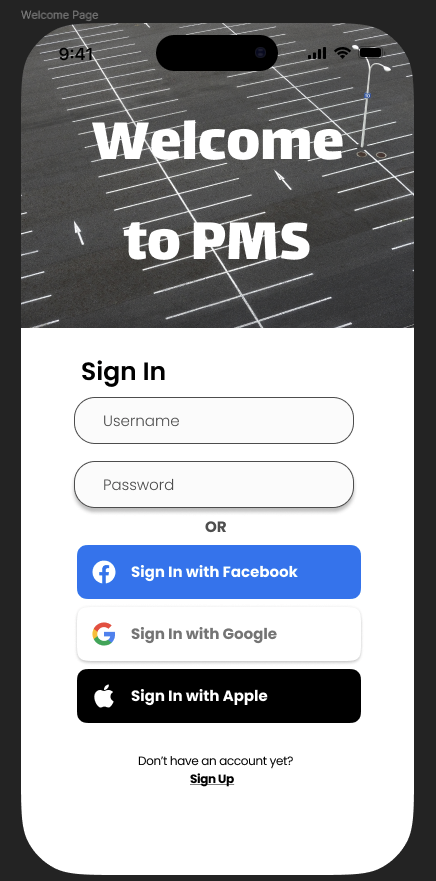 Welcome Page
9:41
Welcome
to PMS
Sign In
Username
Password
OR
Sign In with Facebook
Sign In with Google
Sign In with Apple
Don’t have an account yet?
Sign Up